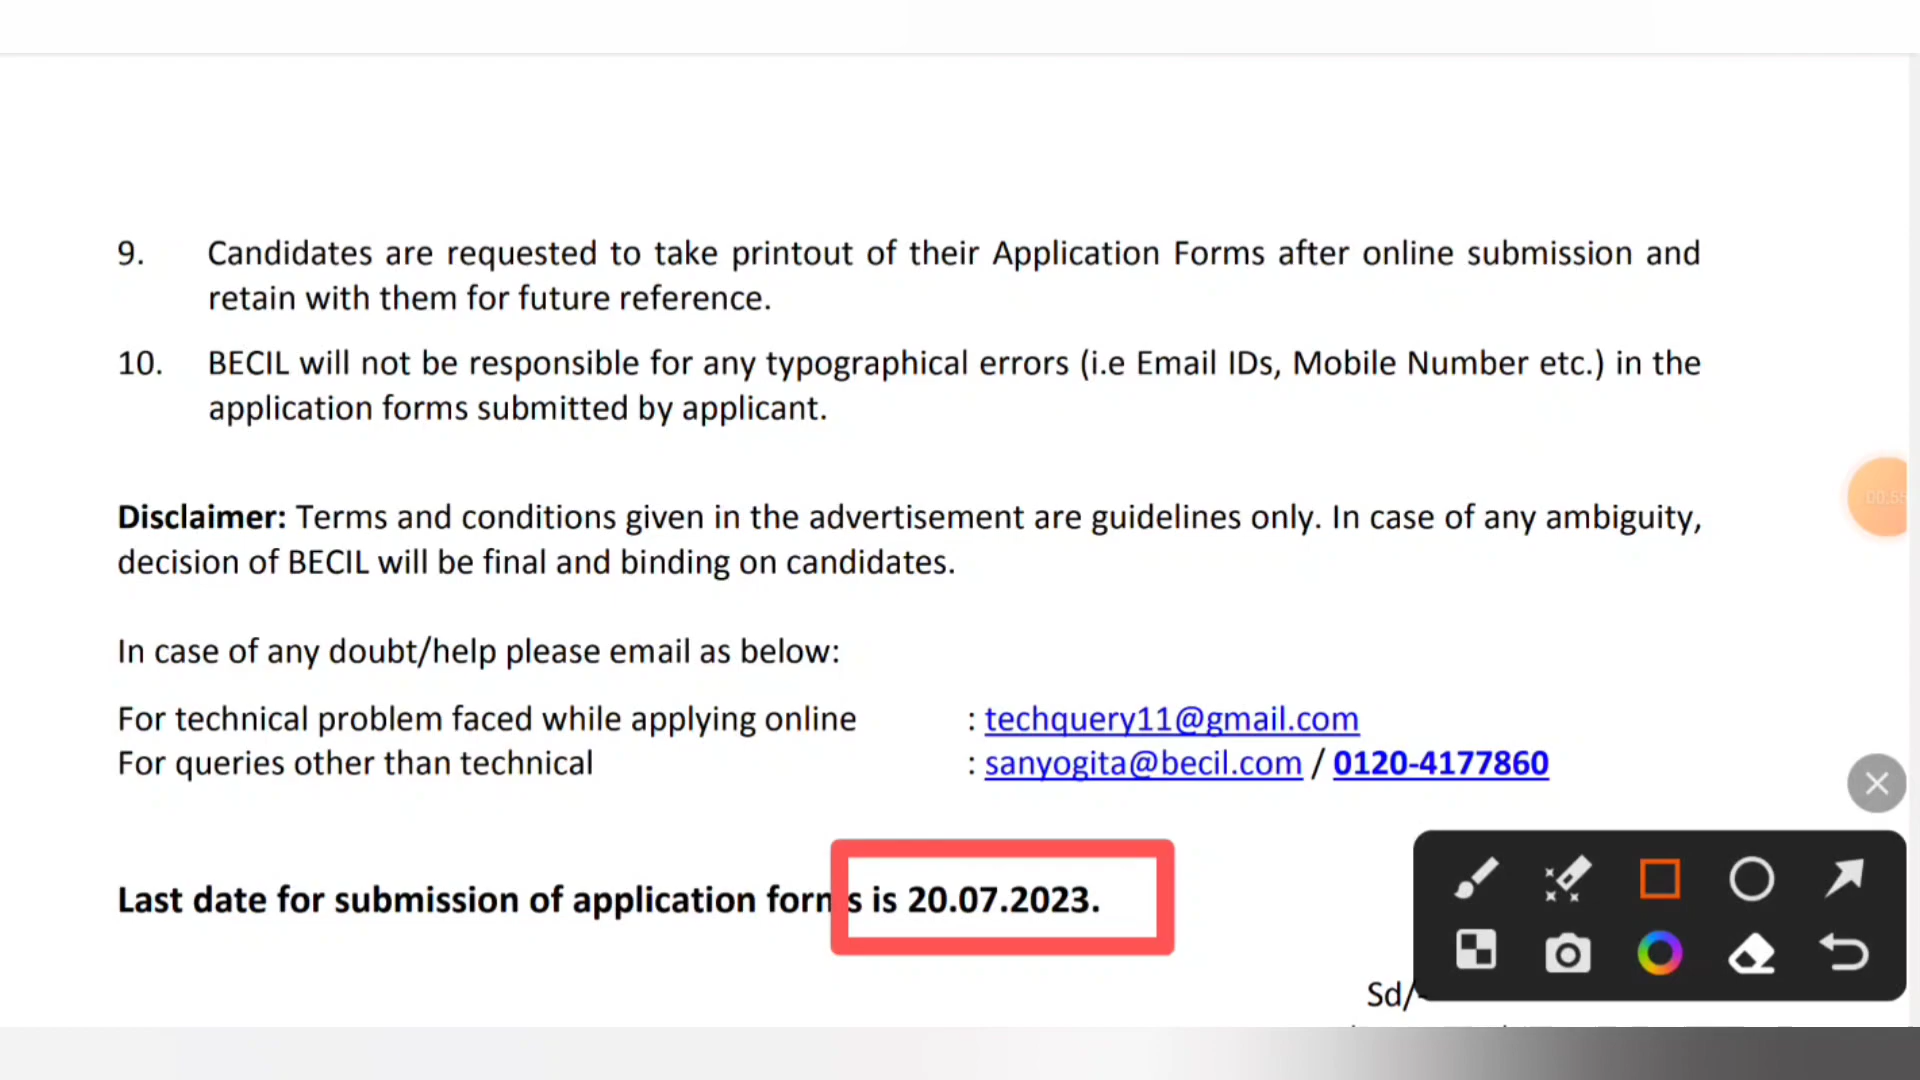 9. Candidates are requested to take printout of their Application Forms after online submission and
retain with them for future reference.
10. BECIL will not be responsible for any typographical errors (i.e Email IDs, Mobile Number etc.) in the
application forms submitted by applicant.
Disclaimer: Terms and conditions given in the advertisement are guidelines only. In case of any ambiguity,
decision of BECIL will be final and binding on candidates.
In case of any doubt/help please email as below:
For technical problem faced while applying online : techquery11@gmail.com
For queries other than technical : sanyogita@becil.com / 0120-4177860
Last date for submission of application forms is 20.07.2023.
Sd/-